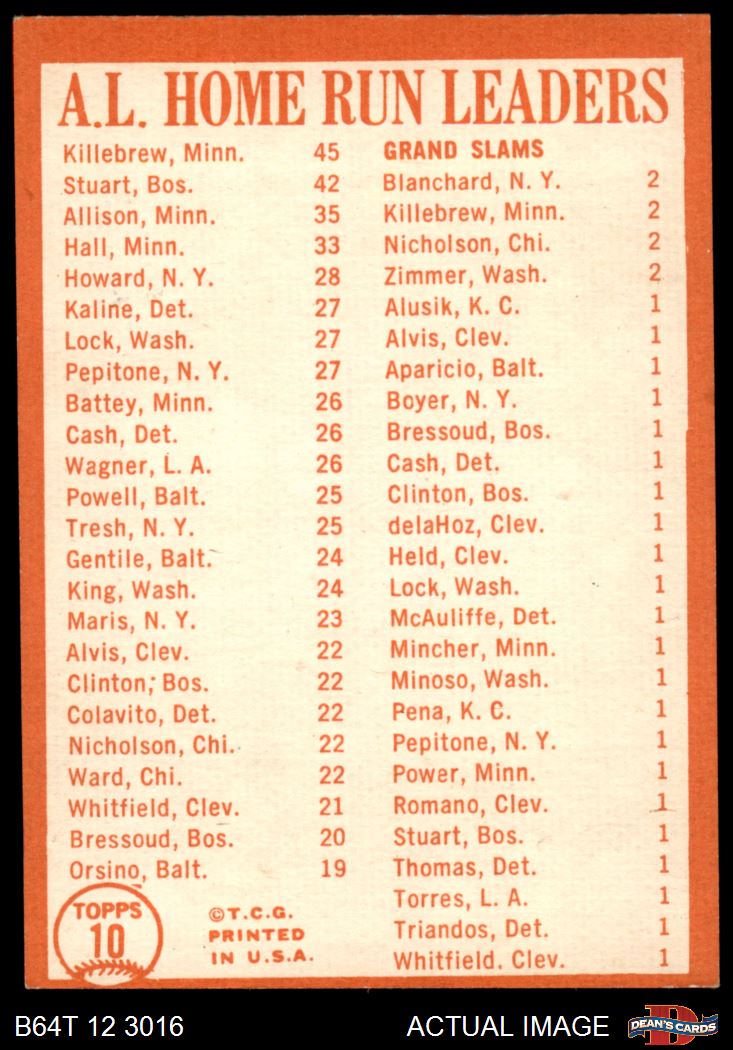 A.L. HOME RUN LEADERS
Killebrew, Minn. 45
Stuart, Bos. 42
Allison, Minn. 35
Hall, Minn. 33
Howard, N. Y. 28
Kaline, Det. 27
Lock, Wash. 27
Pepitone, N. Y. 27
Battey, Minn. 26
Cash, Det. 26
Wagner, L. A. 26
Powell, Balt. 25
Tresh, N. Y. 25
Gentile, Balt. 24
King, Wash. 24
Maris, N. Y. 23
Alvis, Clev. 22
Clinton, Bos. 22
Colavito, Det. 22
Nicholson, Chi. 22
Ward, Chi. 22
Whitfield, Clev. 21
Bressoud, Bos. 20
Orsino, Balt. 19
GRAND SLAMS
Blanchard, N. Y. 2
Killebrew, Minn. 2
Nicholson, Chi. 2
Zimmer, Wash. 2
Alusik, K. C. 1
Alvis, Clev. 1
Aparicio, Balt. 1
Boyer, N. Y. 1
Bressoud, Bos. 1
Cash, Det. 1
Clinton, Bos. 1
delaHoz, Clev. 1
Held, Clev. 1
Lock, Wash. 1
McAuliffe, Det. 1
Mincher, Minn. 1
Minoso, Wash. 1
Pena, K. C. 1
Pepitone, N. Y. 1
Power, Minn. 1
Romano, Clev. 1
Stuart, Bos. 1
Thomas, Det. 1
Torres, L. A. 1
Triandos, Det. 1
Whitfield. Clev. 1
TOPPS
10
©T.C.G.
PRINTED
IN U.S.A.
B64T 12 3016
ACTUAL IMAGE
D
DEAN'S CARDS